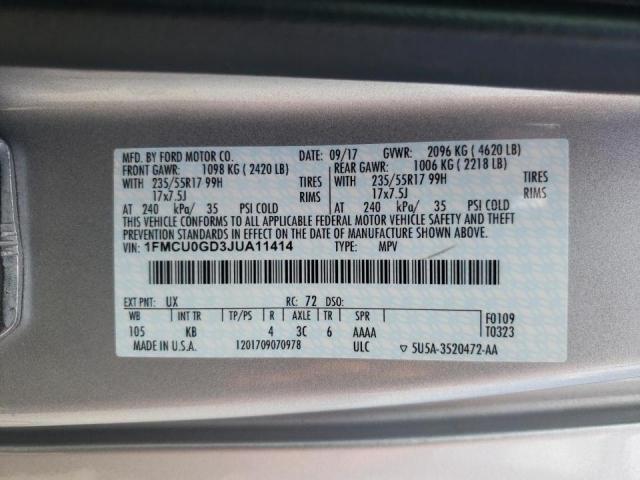 MFD. BY FORD MOTOR CO. 09/17 GVWR: 2096 KG (4620 LB)
FRONT GAWR: 1098 KG (2420 LB) REAR GAWR: 1006 KG (2218 LB)
WITH 235/55R17 99H TIRES WITH 235/55R17 99H TIRES
17x7.5J RIMS 17x7.5J RIMS
AT 240 kPa/ 35 PSI COLD AT 240 kPa/ 35 PSI COLD
THIS VEHICLE CONFORMS TO ALL APPLICABLE FEDERAL MOTOR VEHICLE SAFETY AND THEFT
PREVENTION STANDARDS IN EFFECT ON THE DATE OF MANUFACTURE SHOWN ABOVE.
VIN: 1FMCU0GD3JUA11414 TYPE: MPV
EXT PNT: UX RC: 72 DSO:
WB INT TR TP/PS R AXLE TR SPR F0109
105 KB 4 3C 6 AAAA T0323
MADE IN U.S.A. 1201709070978 ULC ▽ 5U5A-3520472-AA